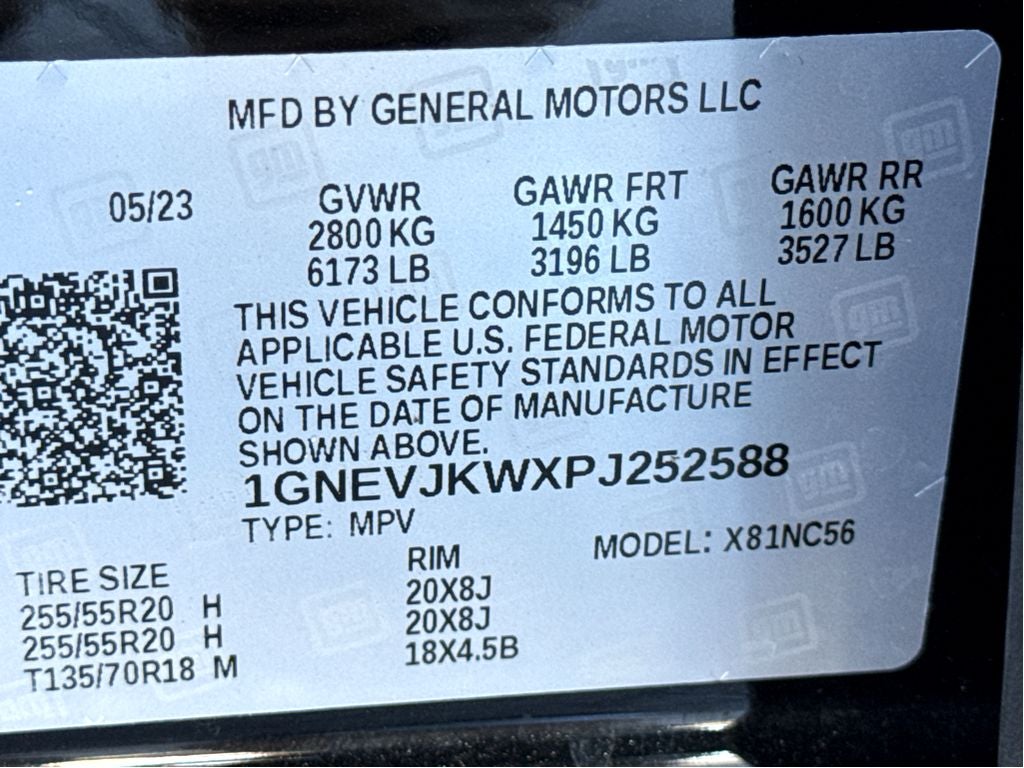 MFD BY GENERAL MOTORS LLC
05/23 GVWR GAWR FRT GAWR RR
2800 KG 1450 KG 1600 KG
6173 LB 3196 LB 3527 LB
THIS VEHICLE CONFORMS TO ALL
APPLICABLE U.S. FEDERAL MOTOR
VEHICLE SAFETY STANDARDS IN EFFECT
ON THE DATE OF MANUFACTURE
SHOWN ABOVE.
1GNEVJKWXPJ252588
TYPE: MPV MODEL: X81NC56
TIRE SIZE RIM
255/55R20 H 20X8J
255/55R20 H 20X8J
T135/70R18 M 18X4.5B